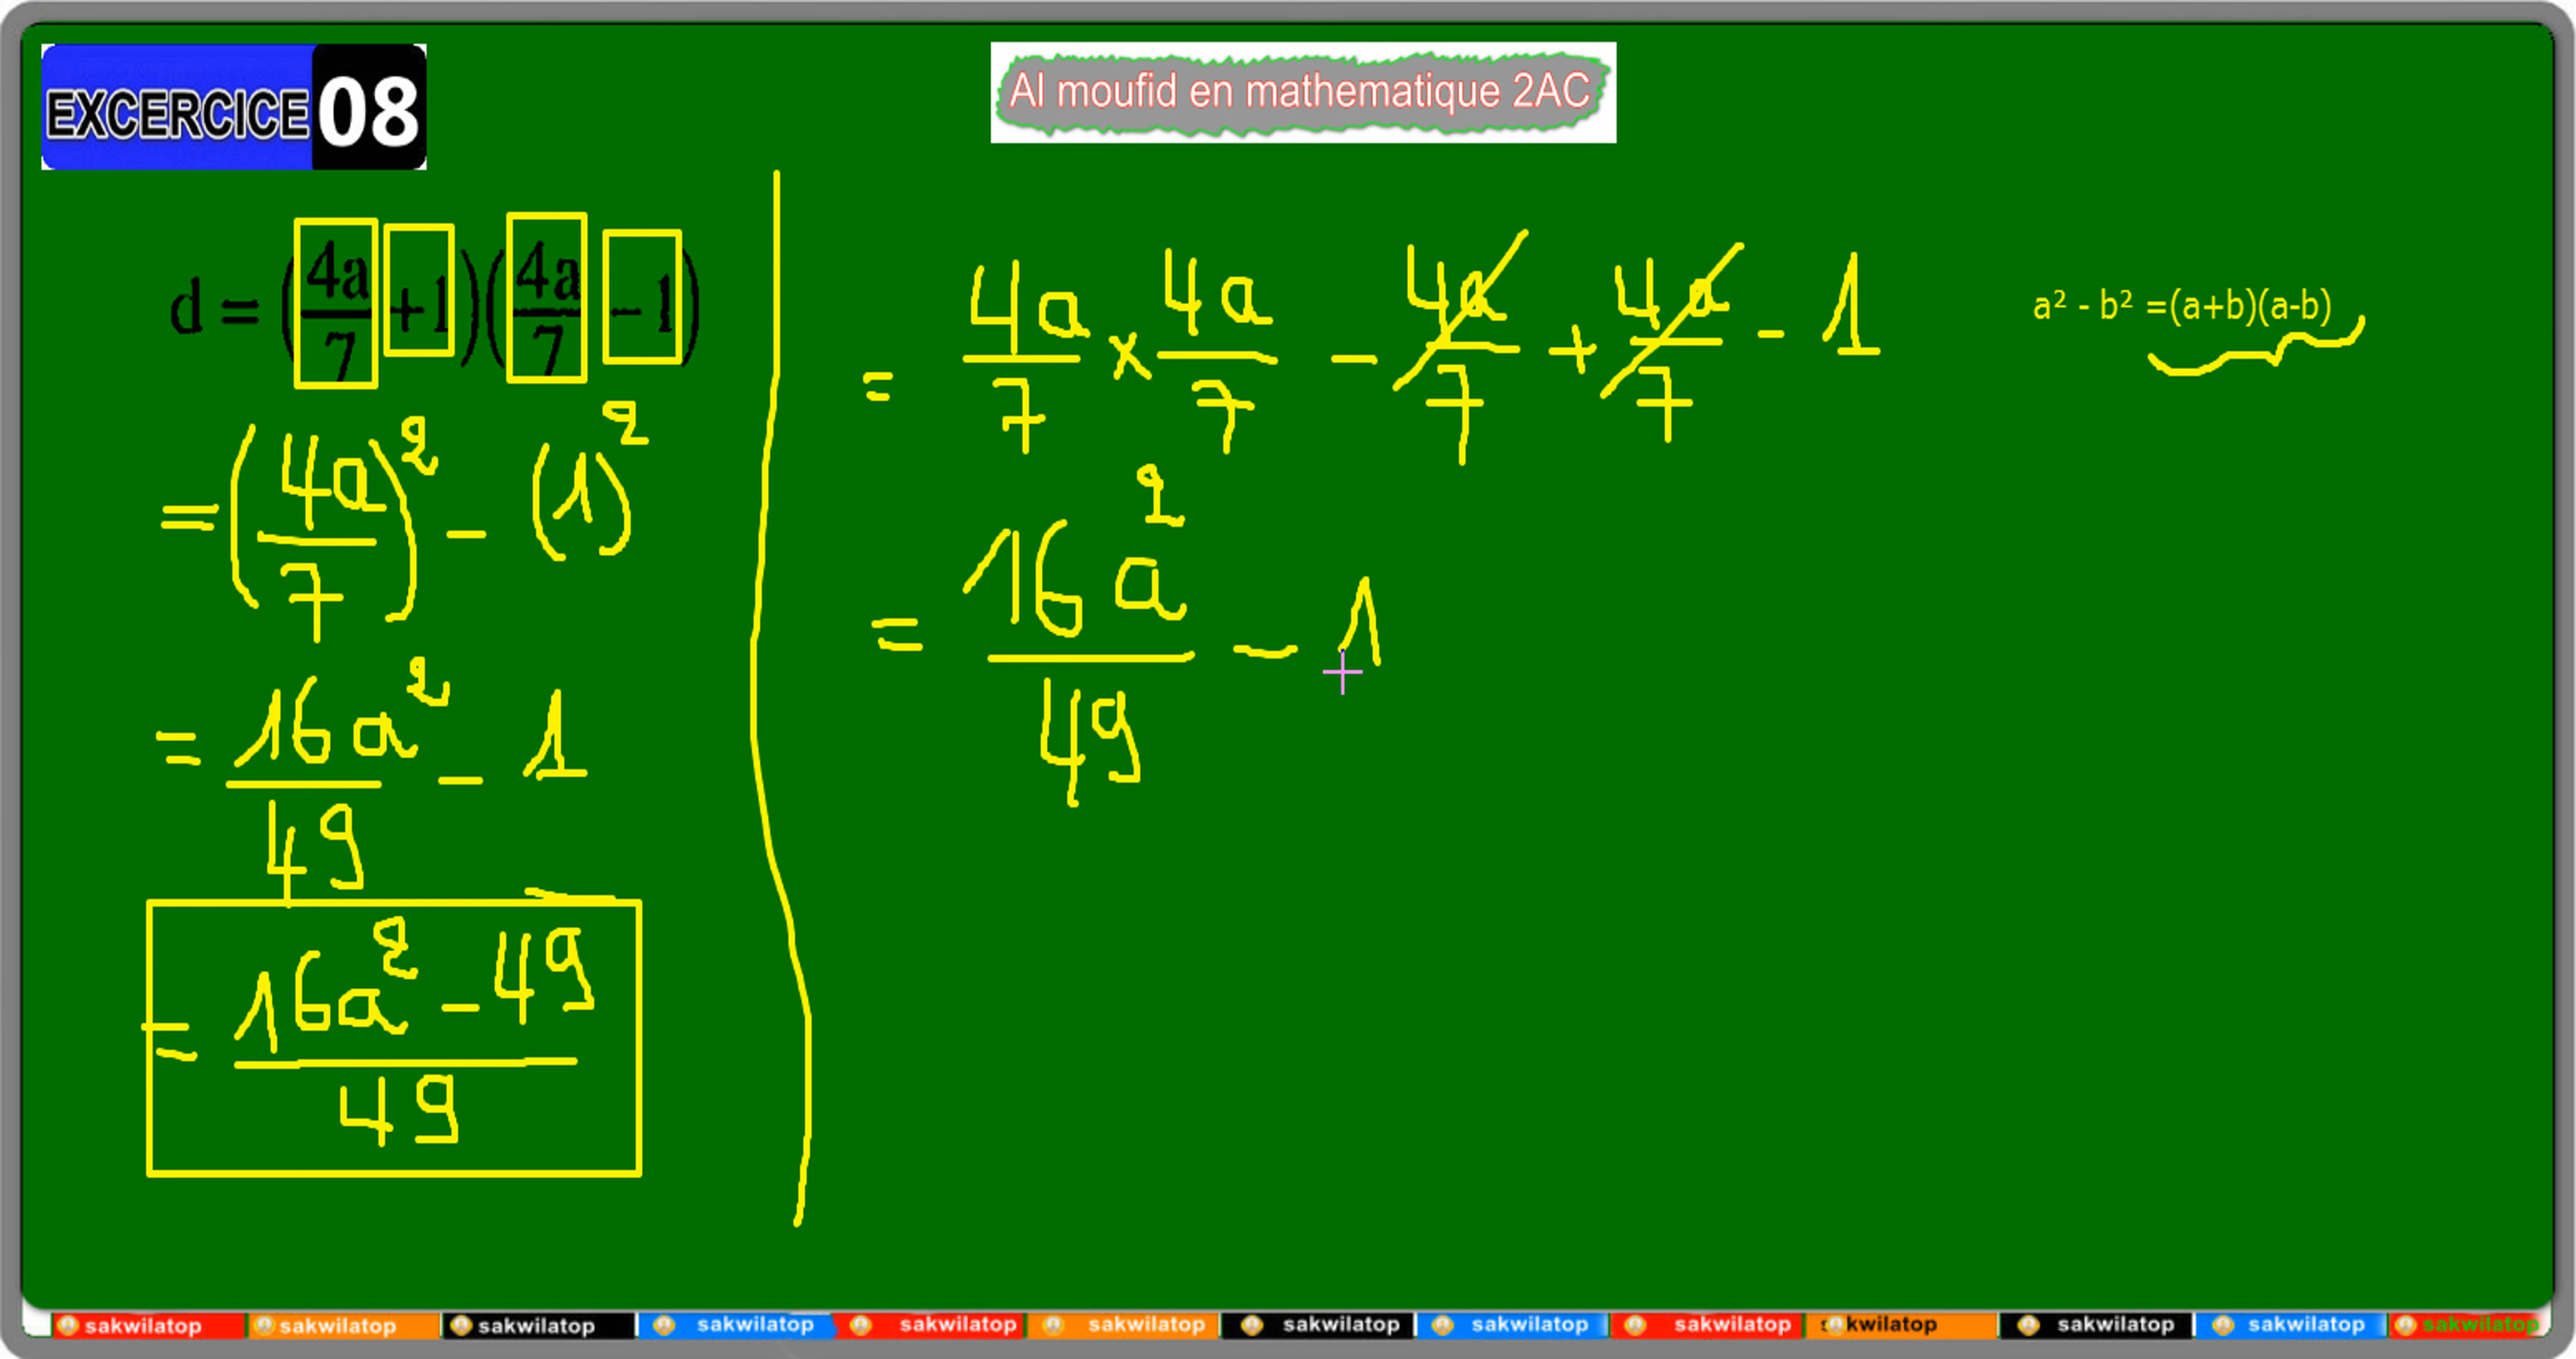 EXCERCICE 08
Al moufid en mathematique 2AC
d = (4a/7 +1)(4a/7 -1)
= (4a/7)² - (1)²
= 16a²/49 - 1
= 16a² - 49/49
= 4a/7 × 4a/7 - 4a/7 + 4a/7 - 1
= 16a²/49 - 1
a² - b² =(a+b)(a-b)
sakwilatop sakwilatop sakwilatop sakwilatop sakwilatop sakwilatop sakwilatop sakwilatop sakwilatop kwilatop sakwilatop sakwilatop sakwilatop